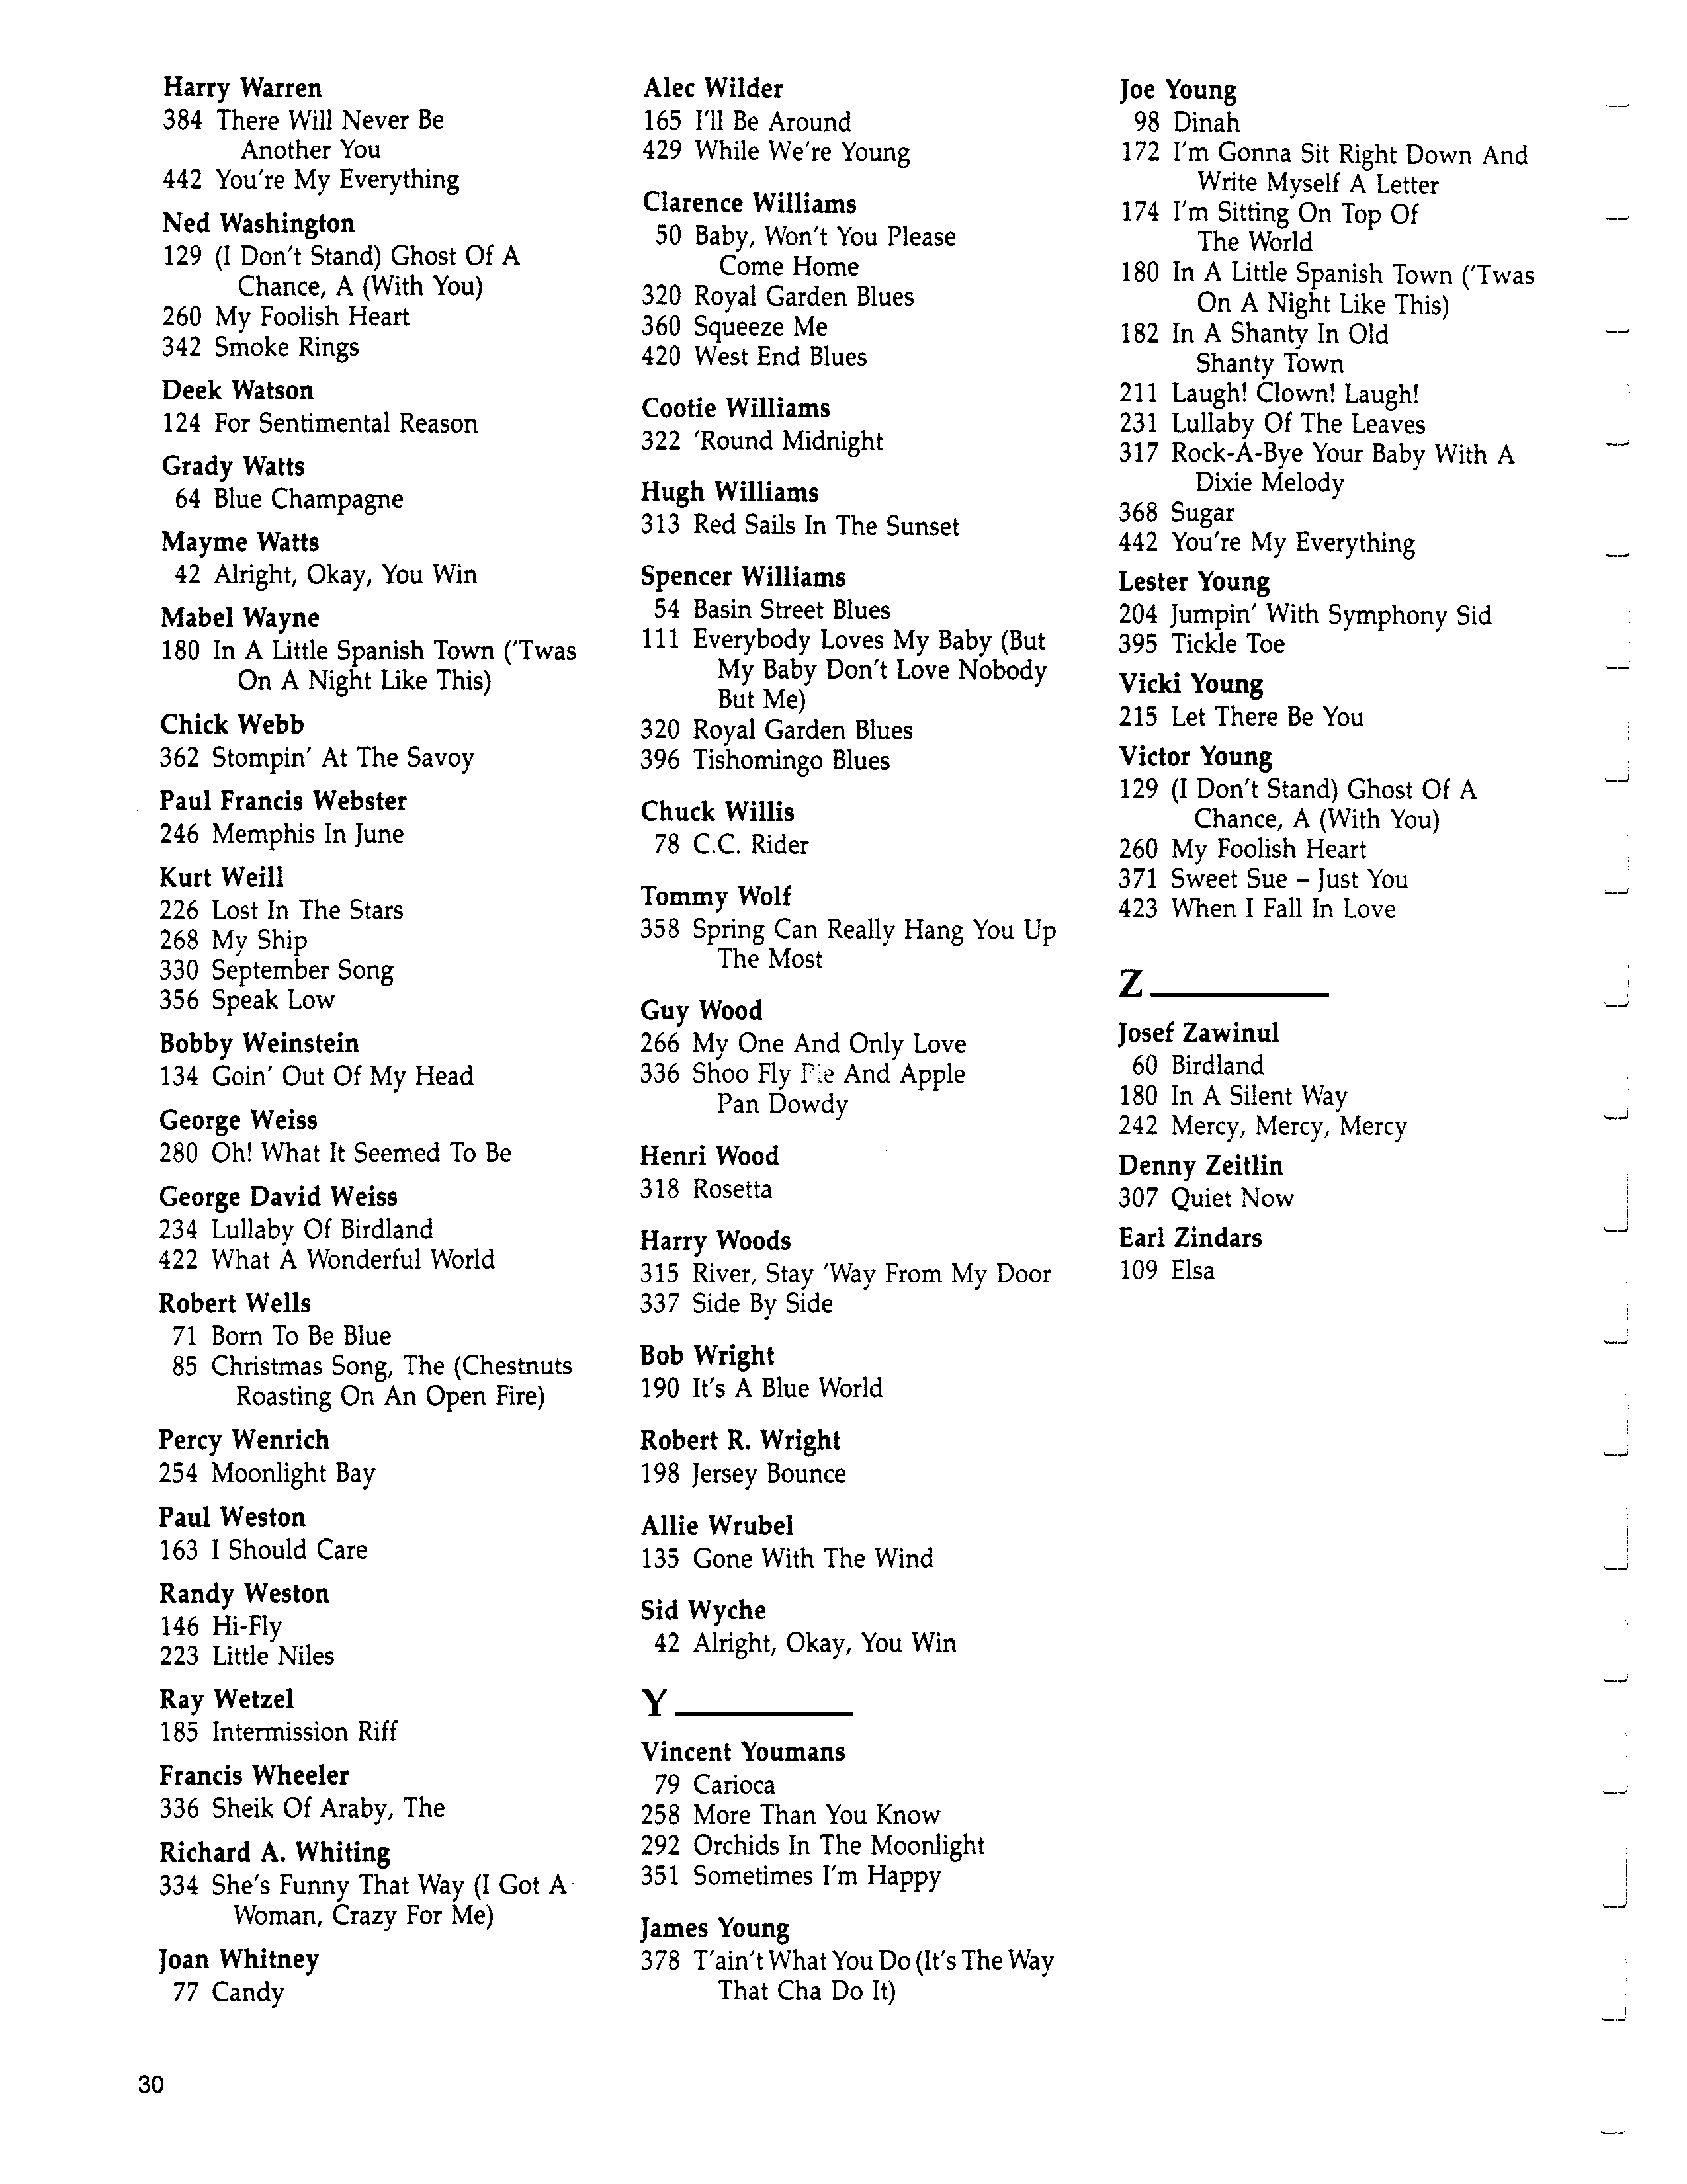 Harry Warren
384 There Will Never Be
Another You
442 You're My Everything
Ned Washington
129 (I Don't Stand) Ghost Of A
Chance, A (With You)
260 My Foolish Heart
342 Smoke Rings
Deek Watson
124 For Sentimental Reason
Grady Watts
64 Blue Champagne
Mayme Watts
42 Alright, Okay, You Win
Mabel Wayne
180 In A Little Spanish Town ('Twas
On A Night Like This)
Chick Webb
362 Stompin' At The Savoy
Paul Francis Webster
246 Memphis In June
Kurt Weill
226 Lost In The Stars
268 My Ship
330 September Song
356 Speak Low
Bobby Weinstein
134 Goin' Out Of My Head
George Weiss
280 Oh! What It Seemed To Be
George David Weiss
234 Lullaby Of Birdland
422 What A Wonderful World
Robert Wells
71 Born To Be Blue
85 Christmas Song, The (Chestnuts
Roasting On An Open Fire)
Percy Wenrich
254 Moonlight Bay
Paul Weston
163 I Should Care
Randy Weston
146 Hi-Fly
223 Little Niles
Ray Wetzel
185 Intermission Riff
Francis Wheeler
336 Sheik Of Araby, The
Richard A. Whiting
334 She's Funny That Way (I Got A
Woman, Crazy For Me)
Joan Whitney
77 Candy
Alec Wilder
165 I'll Be Around
429 While We're Young
Clarence Williams
50 Baby, Won't You Please
Come Home
320 Royal Garden Blues
360 Squeeze Me
420 West End Blues
Cootie Williams
322 'Round Midnight
Hugh Williams
313 Red Sails In The Sunset
Spencer Williams
54 Basin Street Blues
111 Everybody Loves My Baby (But
My Baby Don't Love Nobody
But Me)
320 Royal Garden Blues
396 Tishomingo Blues
Chuck Willis
78 C.C. Rider
Tommy Wolf
358 Spring Can Really Hang You Up
The Most
Guy Wood
266 My One And Only Love
336 Shoo Fly Pie And Apple
Pan Dowdy
Henri Wood
318 Rosetta
Harry Woods
315 River, Stay 'Way From My Door
337 Side By Side
Bob Wright
190 It's A Blue World
Robert R. Wright
198 Jersey Bounce
Allie Wrubel
135 Gone With The Wind
Sid Wyche
42 Alright, Okay, You Win
Y
Vincent Youmans
79 Carioca
258 More Than You Know
292 Orchids In The Moonlight
351 Sometimes I'm Happy
James Young
378 T'ain't What You Do (It's The Way
That Cha Do It)
Joe Young
98 Dinah
172 I'm Gonna Sit Right Down And
Write Myself A Letter
174 I'm Sitting On Top Of
The World
180 In A Little Spanish Town ('Twas
On A Night Like This)
182 In A Shanty In Old
Shanty Town
211 Laugh! Clown! Laugh!
231 Lullaby Of The Leaves
317 Rock-A-Bye Your Baby With A
Dixie Melody
368 Sugar
442 You're My Everything
Lester Young
204 Jumpin' With Symphony Sid
395 Tickle Toe
Vicki Young
215 Let There Be You
Victor Young
129 (I Don't Stand) Ghost Of A
Chance, A (With You)
260 My Foolish Heart
371 Sweet Sue – Just You
423 When I Fall In Love
Z
Josef Zawinul
60 Birdland
180 In A Silent Way
242 Mercy, Mercy, Mercy
Denny Zeitlin
307 Quiet Now
Earl Zindars
109 Elsa
30